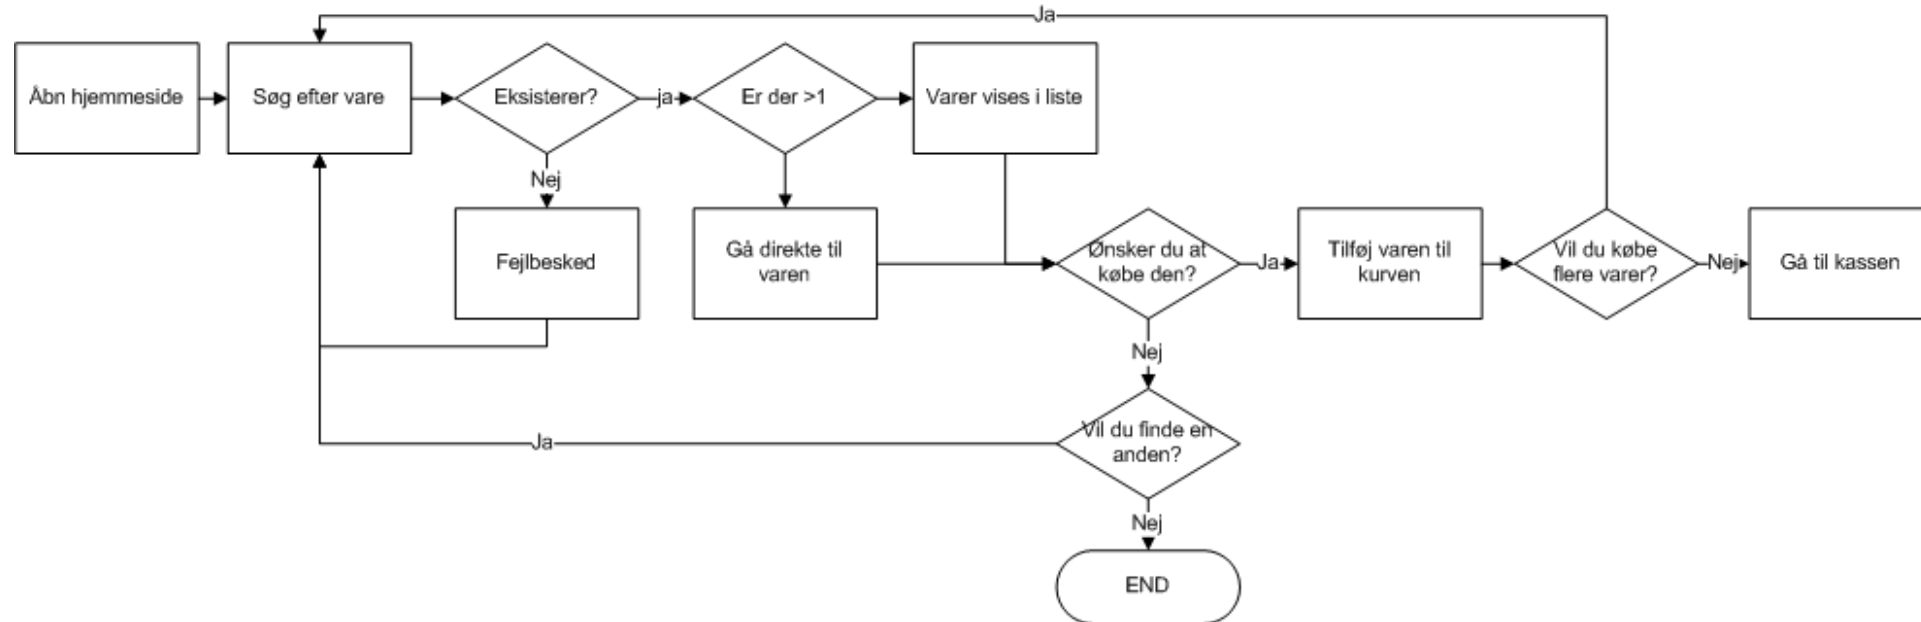 Ja
Åbn hjemmeside
Søg efter vare
Eksisterer?
ja
Er der >1
Varer vises i liste
Nej
Fejlbesked
Gå direkte til
varen
Ønsker du at
købe den?
Ja
Tilføj varen til
kurven
Vil du købe
flere varer?
Nej
Gå til kassen
Nej
Ja
Vil du finde en
anden?
Nej
END